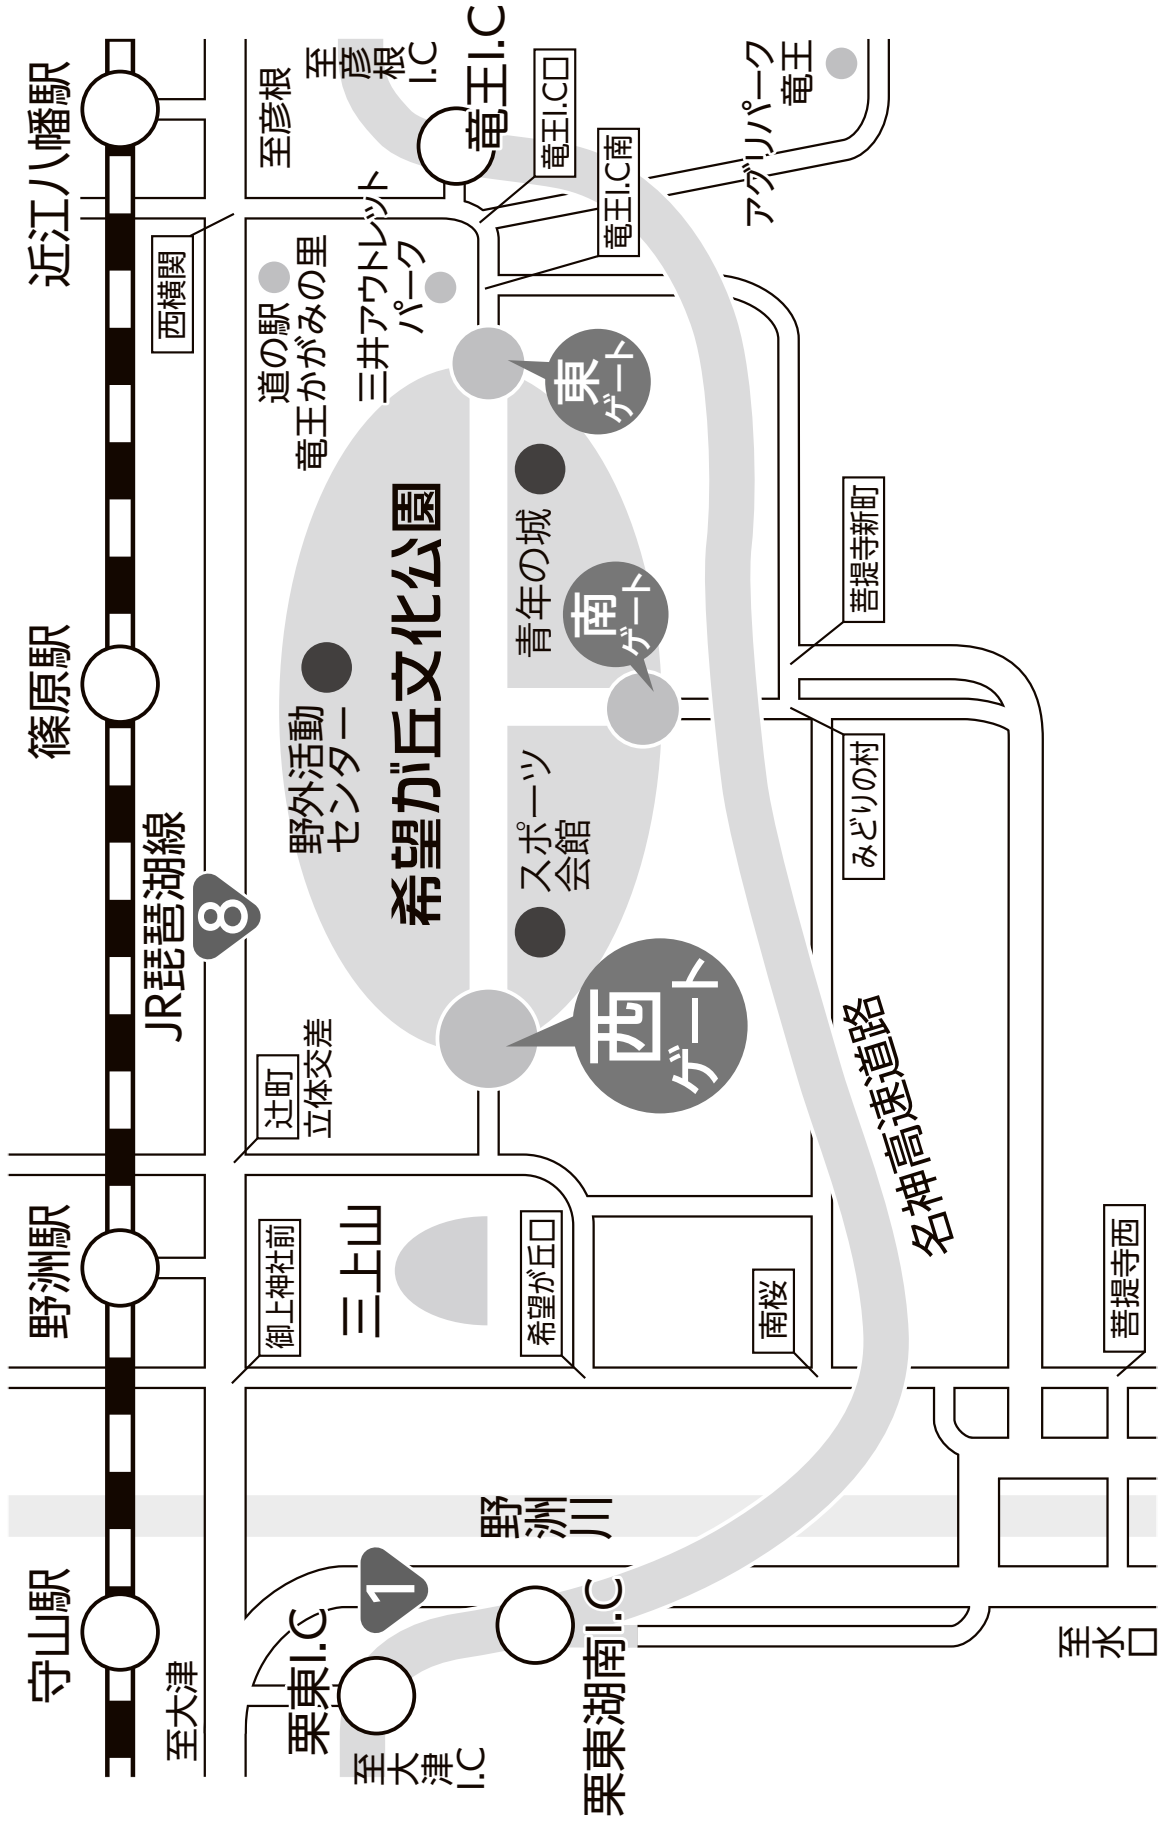 守山駅
野洲駅
篠原駅
近江八幡駅
JR琵琶湖線
至大津
8
西横関
至彦根
至彦根
I.C
竜王I.C
御上神社前
辻町
立体交差
道の駅
竜王かがみの里
三井アウトレット
パーク
竜王I.C口
竜王I.C南
アグリパーク
竜王
野外活動
センター
希望が丘文化公園
青年の城
スポーツ
会館
東
ゲート
南
ゲート
西
ゲート
三上山
希望が丘口
南桜
1
栗東I.C
至大津
I.C
栗東湖南I.C
野洲川
名神高速道路
みどりの村
菩提寺新町
菩提寺西
至水口